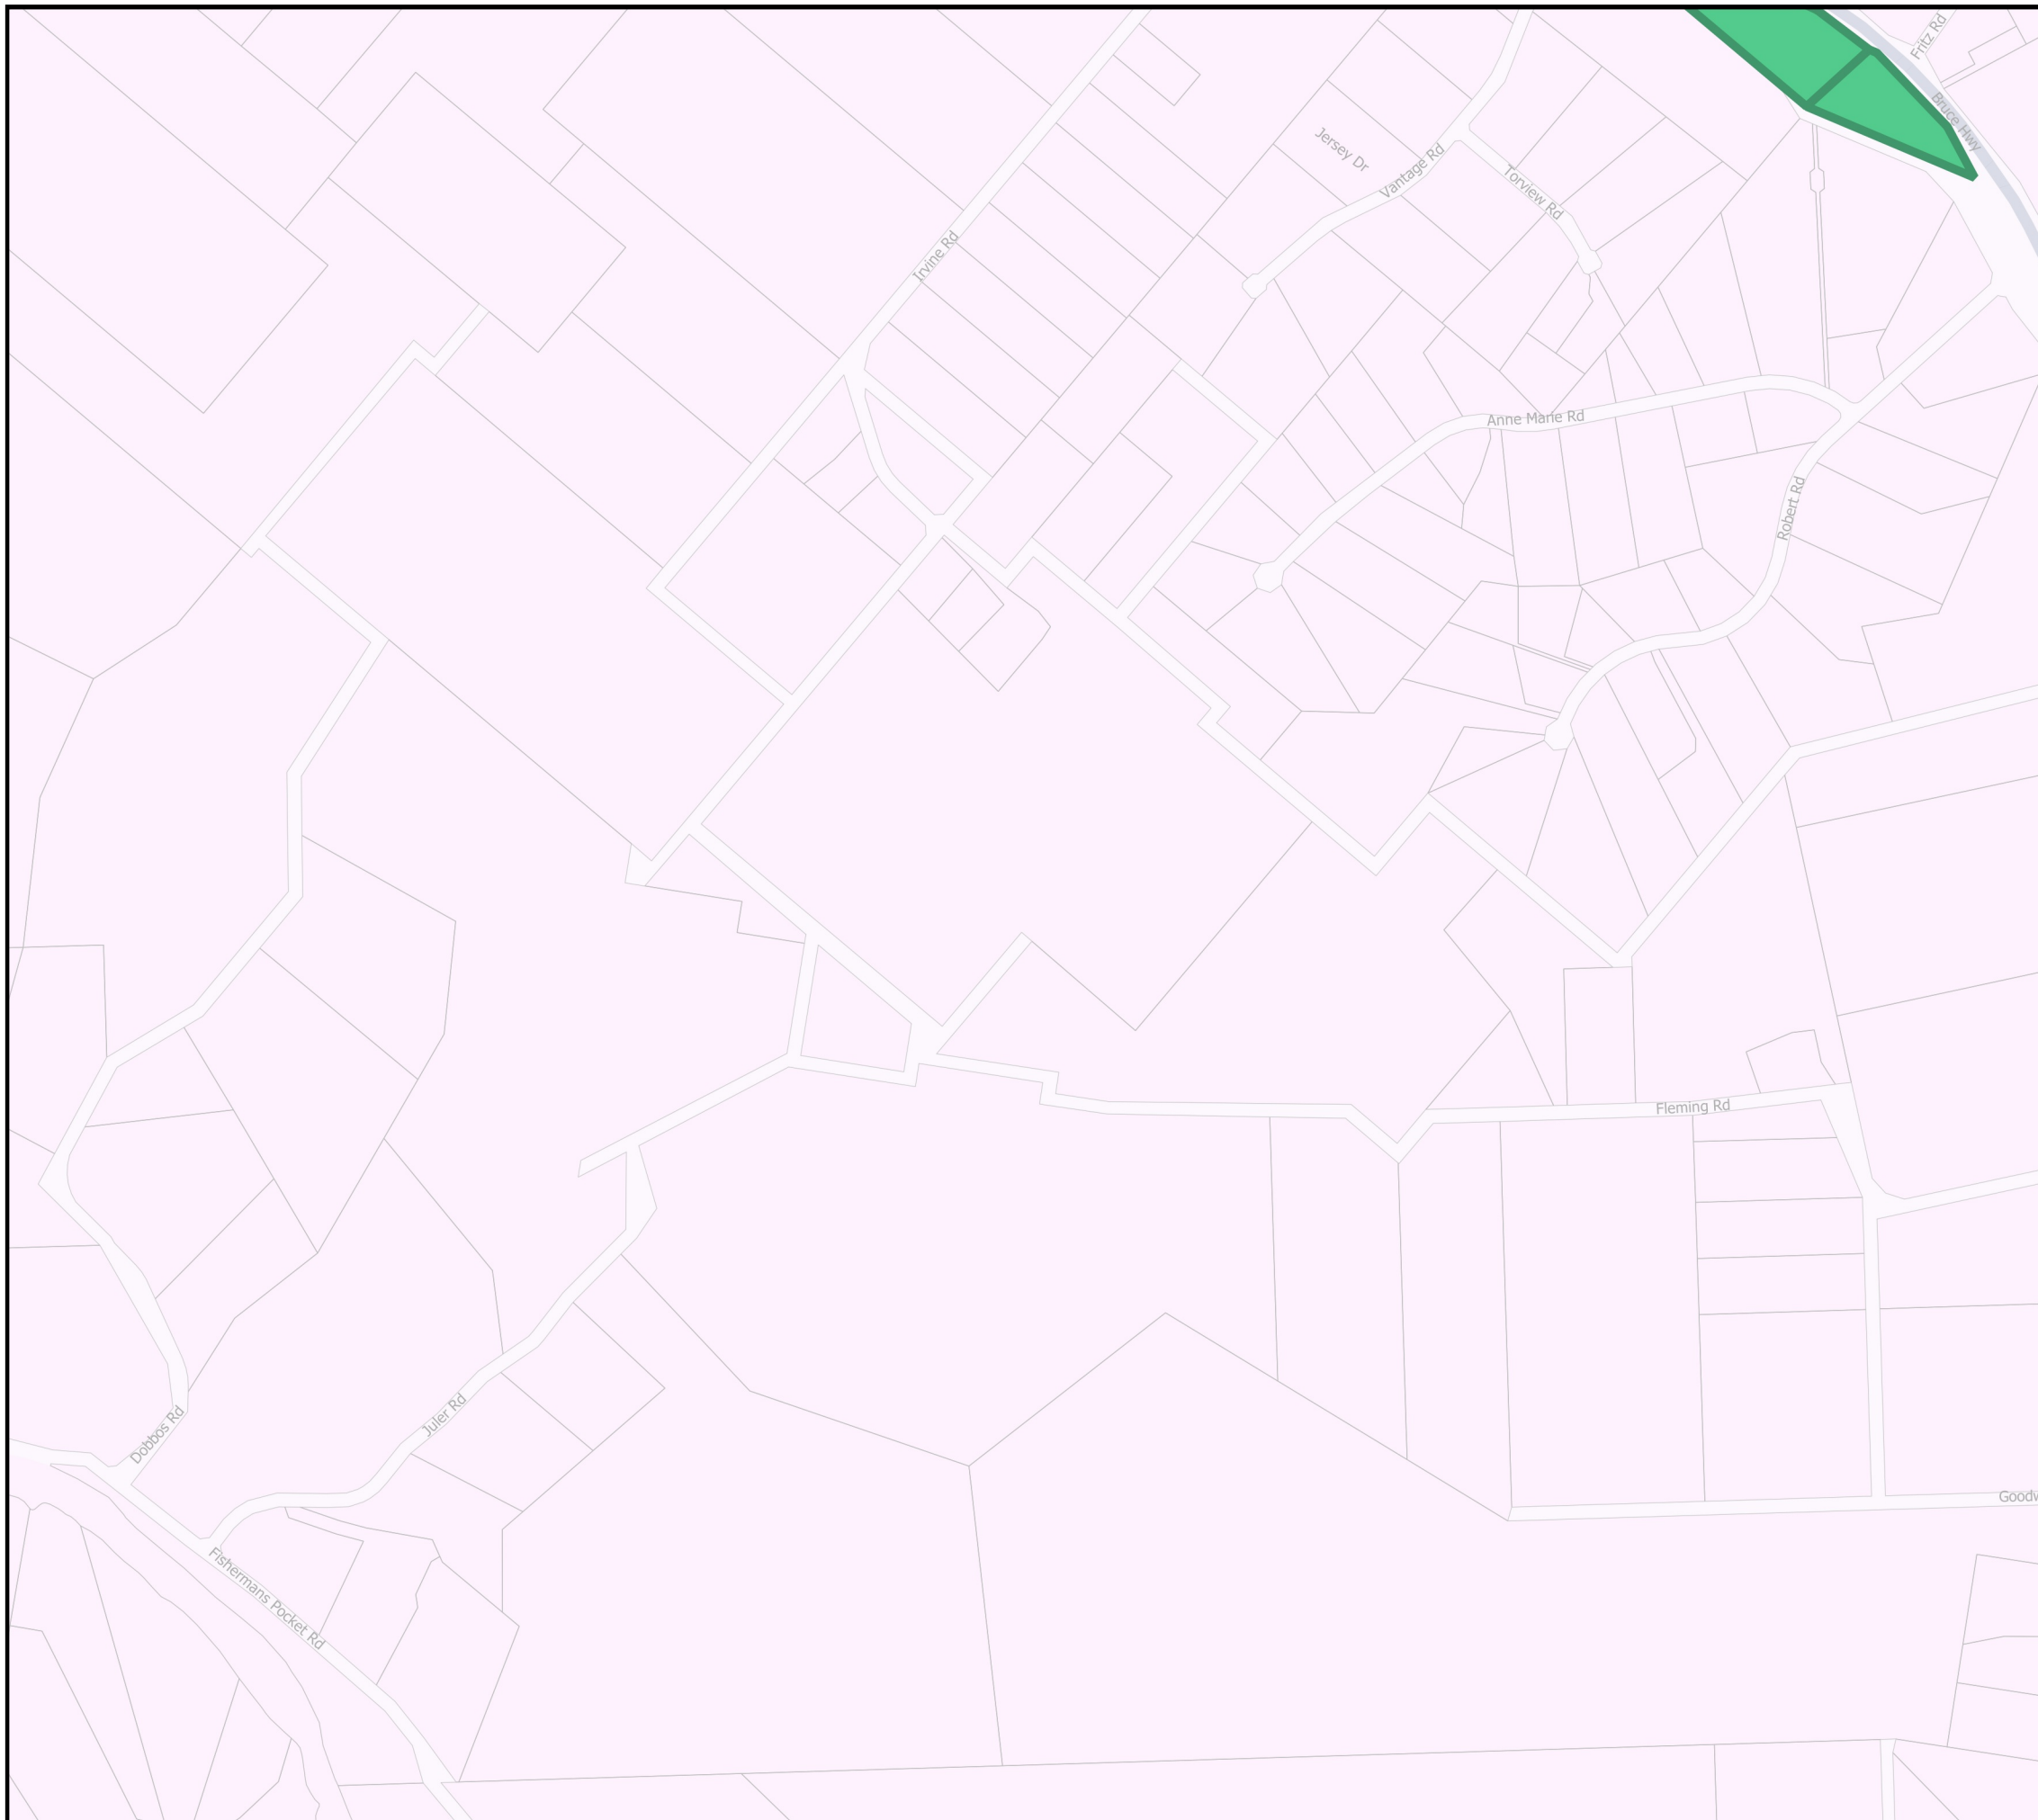 Fritz Rd
Bruce Hwy
Jersey Dr
Vantage Rd
Torview Rd
Irvine Rd
Anne Marie Rd
Robert Rd
Fleming Rd
Juler Rd
Dobbos Rd
Goodw
Fishermans Pocket Rd